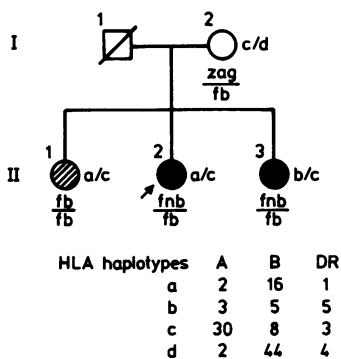 I
1
2
c/d
zag
fb
II
1
a/c
2
a/c
3
b/c
fb
fb
fnb
fb
fnb
fb
HLA haplotypes A B DR
a 2 16 1
b 3 5 5
c 30 8 3
d 2 44 4